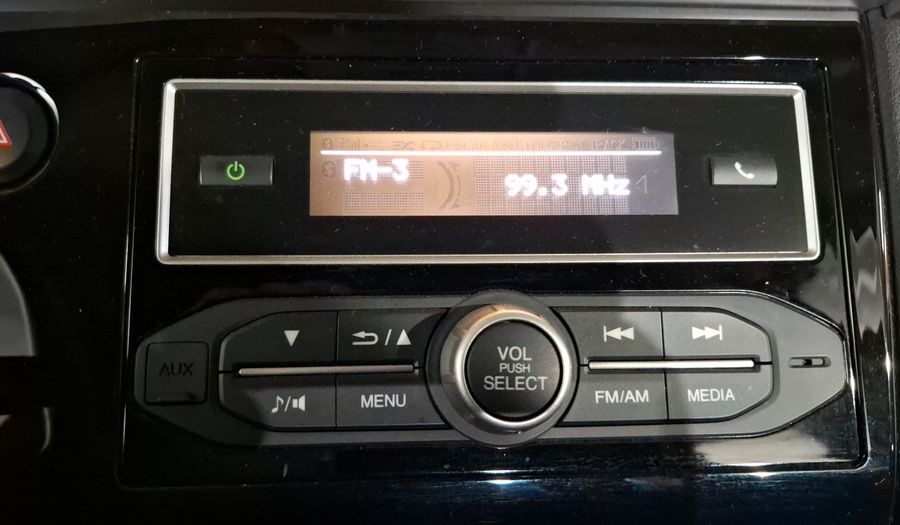 FM-3
99.3 MHz
AUX
VOL
PUSH
SELECT
MENU
FM/AM
MEDIA